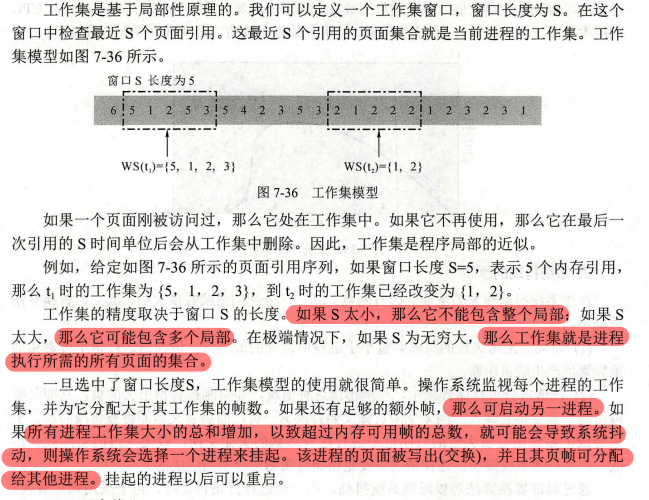 工作集是基于局部性原理的。我们可以定义一个工作集窗口，窗口长度为 S。在这个
窗口中检查最近 S 个页面引用。这最近 S 个引用的页面集合就是当前进程的工作集。工作
集模型如图 7-36 所示。
窗口 S 长度为 5
6 5 1 2 5 3 5 4 2 3 5 3 2 1 2 2 2 1 2 3 2 3 1
WS(t₁)={5，1，2，3} WS(t₂)={1，2}
图 7-36 工作集模型
如果一个页面刚被访问过，那么它处在工作集中。如果它不再使用，那么它在最后一
次引用的 S 时间单位后会从工作集中删除。因此，工作集是程序局部的近似。
例如，给定如图 7-36 所示的页面引用序列，如果窗口长度 S=5，表示 5 个内存引用，
那么 t₁ 时的工作集为 {5，1，2，3}，到 t₂ 时的工作集已经改变为 {1，2}。
工作集的精度取决于窗口 S 的长度。如果 S 太小，那么它不能包含整个局部；如果 S
太大，那么它可能包含多个局部。在极端情况下，如果 S 为无穷大，那么工作集就是进程
执行所需的所有页面的集合。
一旦选中了窗口长度S，工作集模型的使用就很简单。操作系统监视每个进程的工作
集，并为它分配大于其工作集的帧数。如果还有足够的额外帧，那么可启动另一进程。如
果所有进程工作集大小的总和增加，以致超过内存可用帧的总数，就可能会导致系统抖
动，则操作系统会选择一个进程来挂起。该进程的页面被写出(交换)，并且其页帧可分配
给其他进程。挂起的进程以后可以重启。